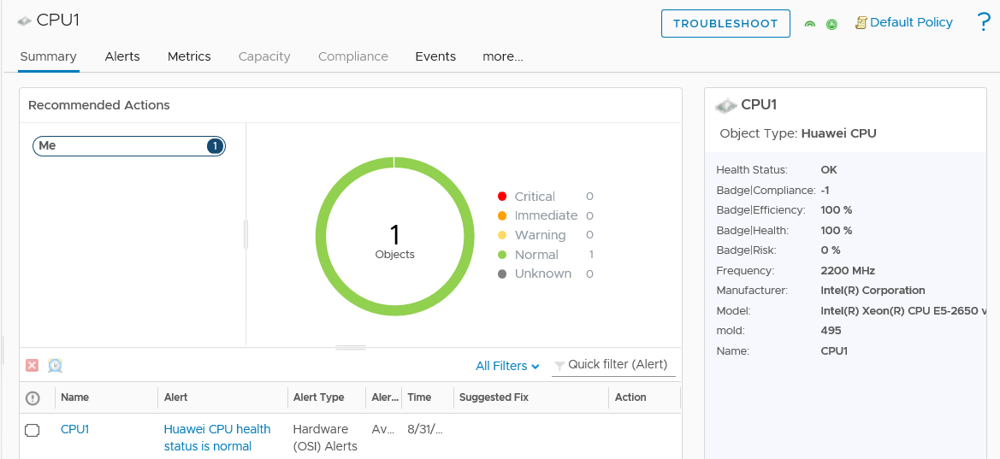 CPU1
TROUBLESHOOT
Default Policy
?
Summary Alerts Metrics Capacity Compliance Events more...
Recommended Actions
Me 1
1
Objects
Critical 0
Immediate 0
Warning 0
Normal 1
Unknown 0
All Filters
Quick filter (Alert)
Name Alert Alert Type Aler... Time Suggested Fix Action
CPU1 Huawei CPU health Hardware Av... 8/31/...
status is normal (OSI) Alerts
CPU1
Object Type: Huawei CPU
Health Status: OK
Badge|Compliance: -1
Badge|Efficiency: 100 %
Badge|Health: 100 %
Badge|Risk: 0 %
Frequency: 2200 MHz
Manufacturer: Intel(R) Corporation
Model: Intel(R) Xeon(R) CPU E5-2650 v
moId: 495
Name: CPU1